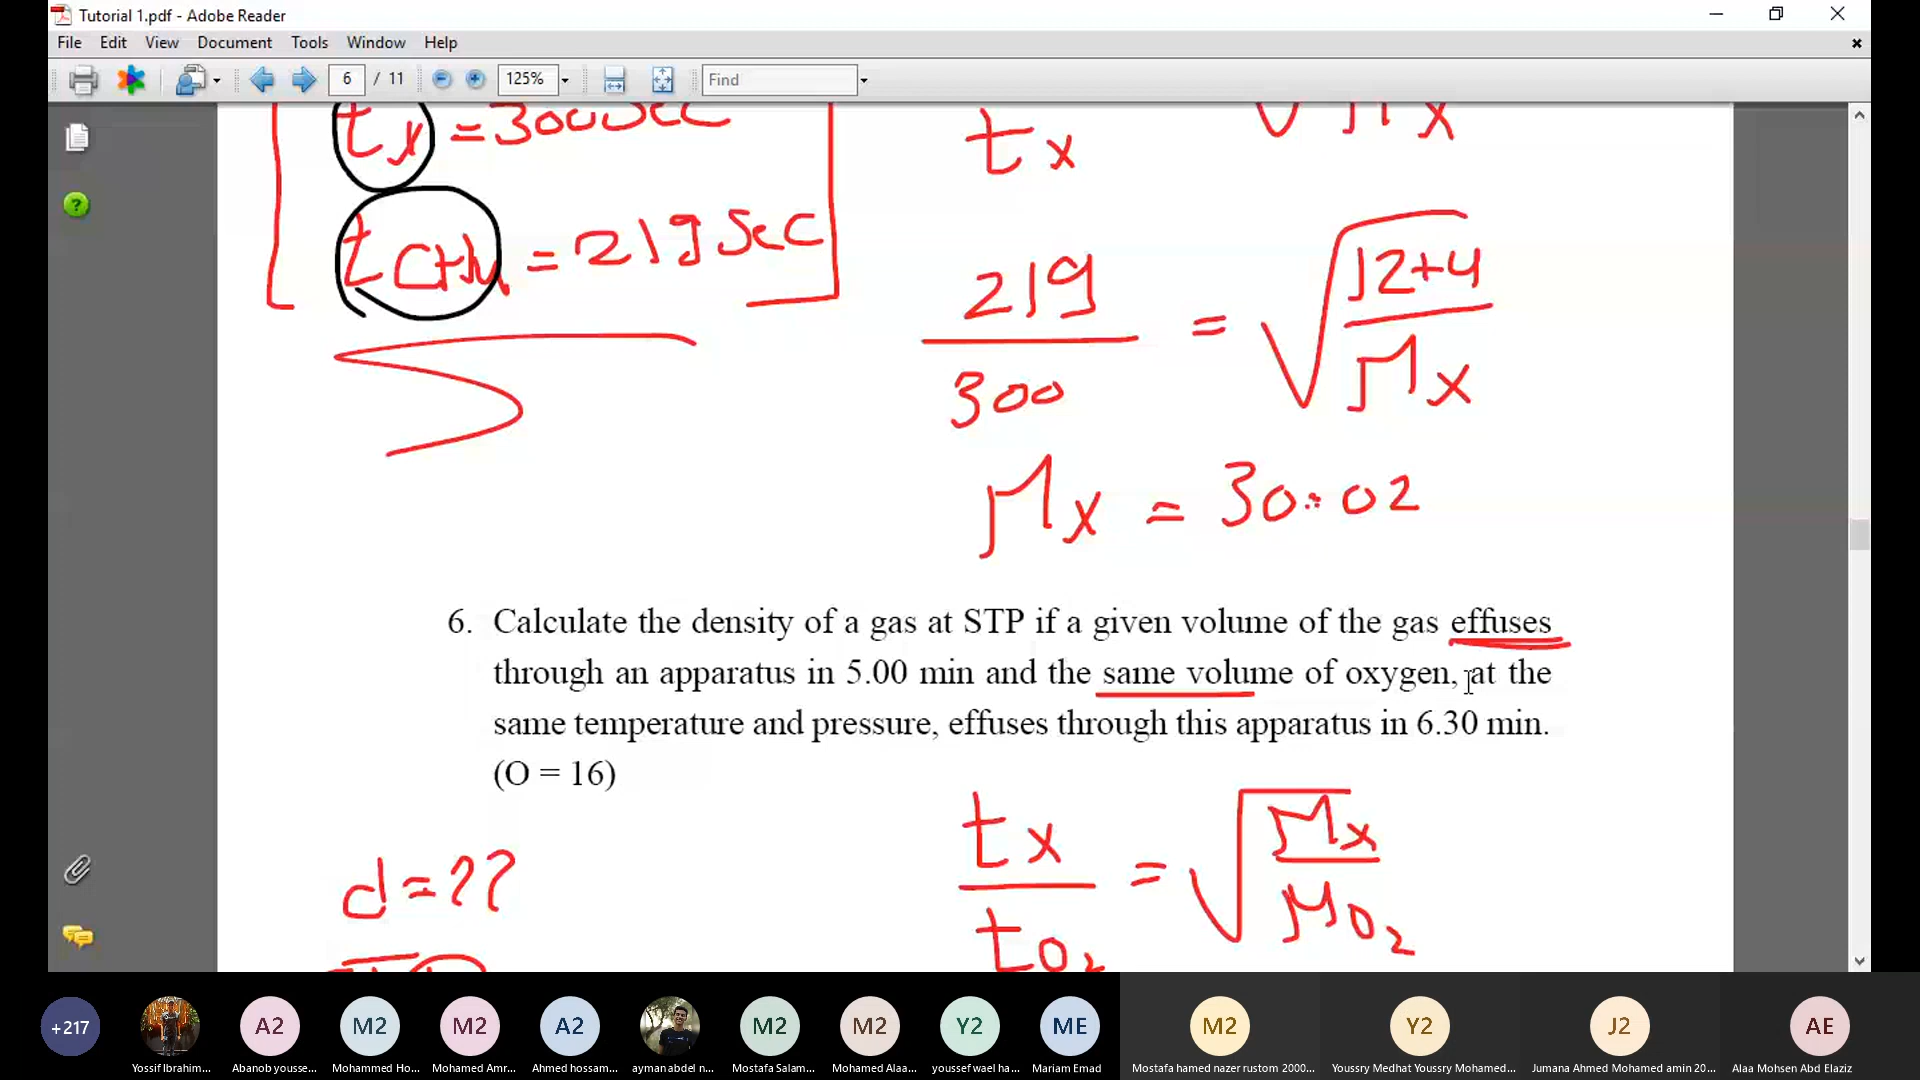 Tutorial 1.pdf - Adobe Reader
File Edit View Document Tools Window Help
6 / 11 125% Find
tx = 300 Sec
tx
Mx
tCH4 = 219 Sec
219
300
=
12+4
Mx
Mx = 30.02
6. Calculate the density of a gas at STP if a given volume of the gas effuses
through an apparatus in 5.00 min and the same volume of oxygen, at the
same temperature and pressure, effuses through this apparatus in 6.30 min.
(O = 16)
d = ??
tx
tO2
=
Mx
MO2
+217 A2 M2 M2 A2 M2 M2 Y2 ME M2 Y2 J2 AE
Yossif Ibrahim... Abanob yousse... Mohammed Ho... Mohamed Amr... Ahmed hossam... ayman abdel n... Mostafa Salam... Mohamed Alaa... youssef wael ha... Mariam Emad Mostafa hamed nazer rustom 2000... Youssry Medhat Youssry Mohamed... Jumana Ahmed Mohamed amin 20... Alaa Mohsen Abd Elaziz